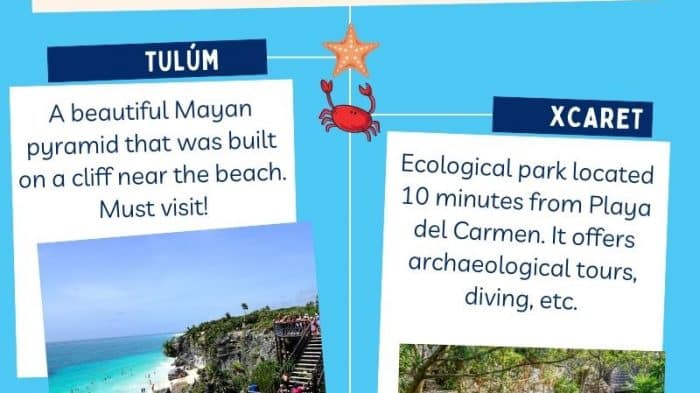 TULÚM
A beautiful Mayan
pyramid that was built
on a cliff near the beach.
Must visit!
XCARET
Ecological park located
10 minutes from Playa
del Carmen. It offers
archaeological tours,
diving, etc.